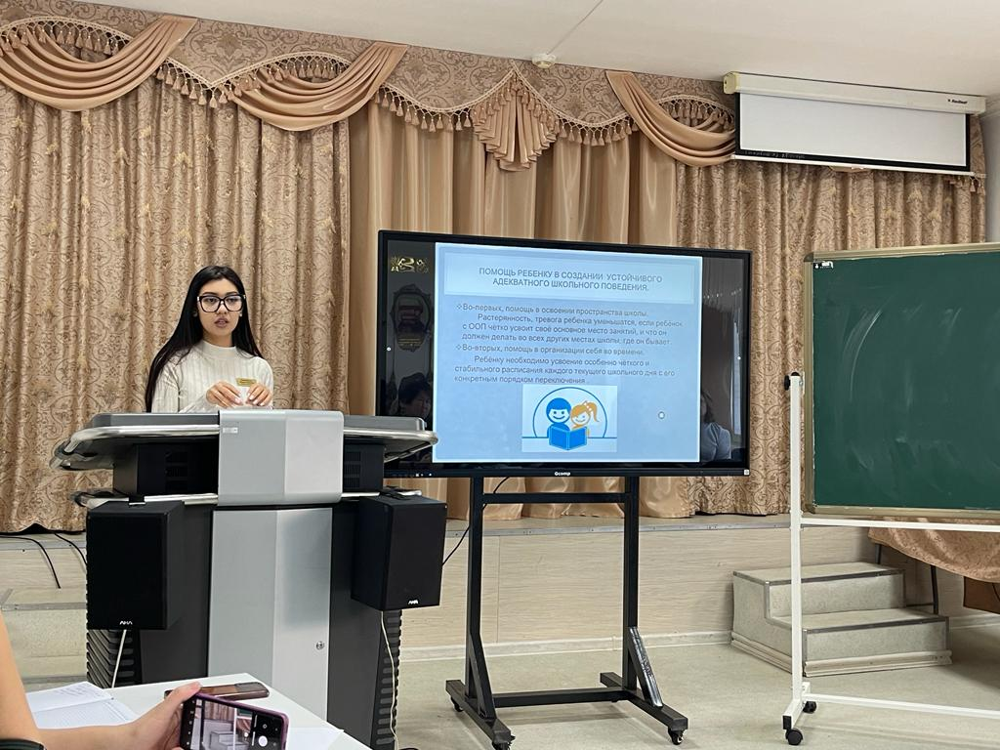 ПОМОЩЬ РЕБЕНКУ В СОЗДАНИИ УСТОЙЧИВОГО
АДЕКВАТНОГО ШКОЛЬНОГО ПОВЕДЕНИЯ.
Во-первых, помощь в освоении пространства школы.
Растерянность, тревога ребенка уменьшатся, если ребёнок
с ООП чётко усвоит своё основное место занятий, и что он
должен делать во всех других местах школы, где он бывает.
Во-вторых, помощь в организации себя во времени.
Ребёнку необходимо усвоение особенно чёткого и
стабильного расписания каждого текущего школьного дня с его
конкретным порядком переключения.
Qcomp